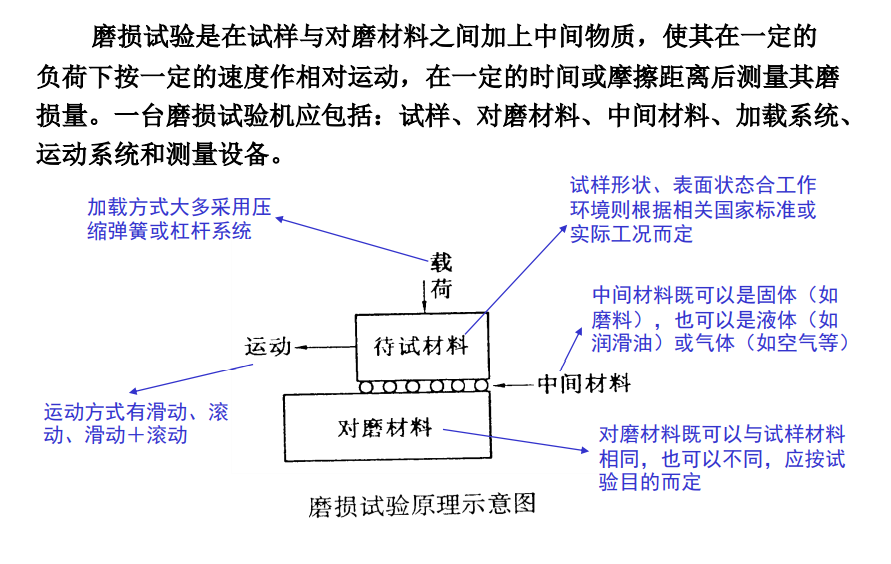 磨损试验是在试样与对磨材料之间加上中间物质，使其在一定的
负荷下按一定的速度作相对运动，在一定的时间或摩擦距离后测量其磨
损量。一台磨损试验机应包括：试样、对磨材料、中间材料、加载系统、
运动系统和测量设备。
加载方式大多采用压
缩弹簧或杠杆系统
试样形状、表面状态合工作
环境则根据相关国家标准或
实际工况而定
载
荷
中间材料既可以是固体（如
磨料），也可以是液体（如
润滑油）或气体（如空气等）
运动
待试材料
中间材料
运动方式有滑动、滚
动、滑动＋滚动
对磨材料
对磨材料既可以与试样材料
相同，也可以不同，应按试
验目的而定
磨损试验原理示意图